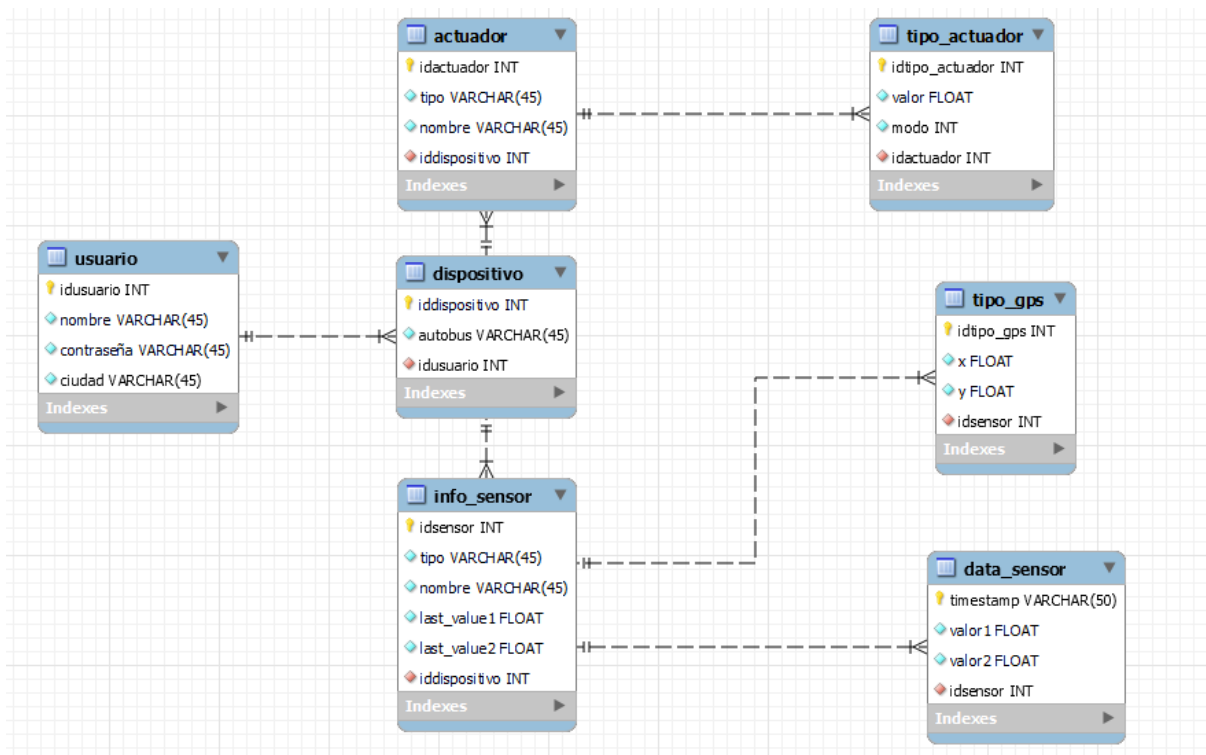 actuador
idactuador INT
tipo VARCHAR(45)
nombre VARCHAR(45)
iddispositivo INT
Indexes
tipo_actuador
idtipo_actuador INT
valor FLOAT
modo INT
idactuador INT
Indexes
usuario
idusuario INT
nombre VARCHAR(45)
contraseña VARCHAR(45)
ciudad VARCHAR(45)
Indexes
dispositivo
iddispositivo INT
autobus VARCHAR(45)
idusuario INT
Indexes
tipo_gps
idtipo_gps INT
x FLOAT
y FLOAT
idsensor INT
Indexes
info_sensor
idsensor INT
tipo VARCHAR(45)
nombre VARCHAR(45)
last_value1 FLOAT
last_value2 FLOAT
iddispositivo INT
Indexes
data_sensor
timestamp VARCHAR(50)
valor1 FLOAT
valor2 FLOAT
idsensor INT
Indexes